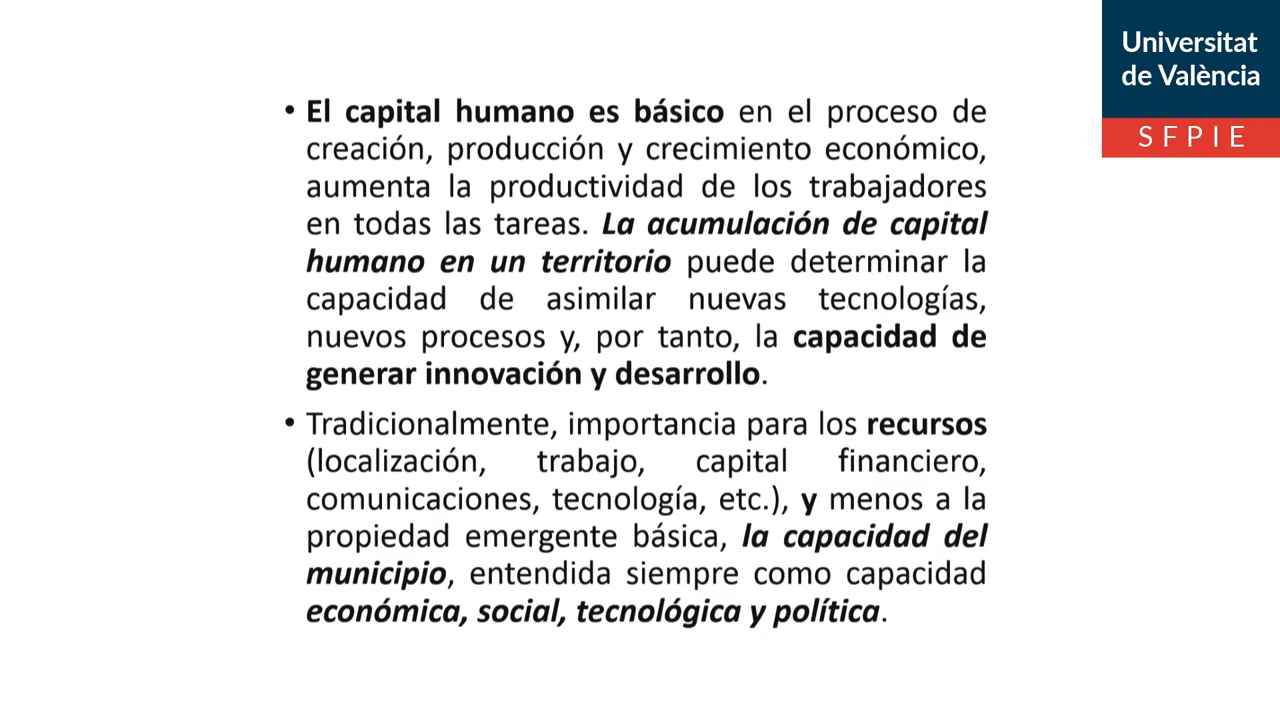 Universitat
de València
SFPIE
• El capital humano es básico en el proceso de
creación, producción y crecimiento económico,
aumenta la productividad de los trabajadores
en todas las tareas. La acumulación de capital
humano en un territorio puede determinar la
capacidad de asimilar nuevas tecnologías,
nuevos procesos y, por tanto, la capacidad de
generar innovación y desarrollo.
• Tradicionalmente, importancia para los recursos
(localización, trabajo, capital financiero,
comunicaciones, tecnología, etc.), y menos a la
propiedad emergente básica, la capacidad del
municipio, entendida siempre como capacidad
económica, social, tecnológica y política.